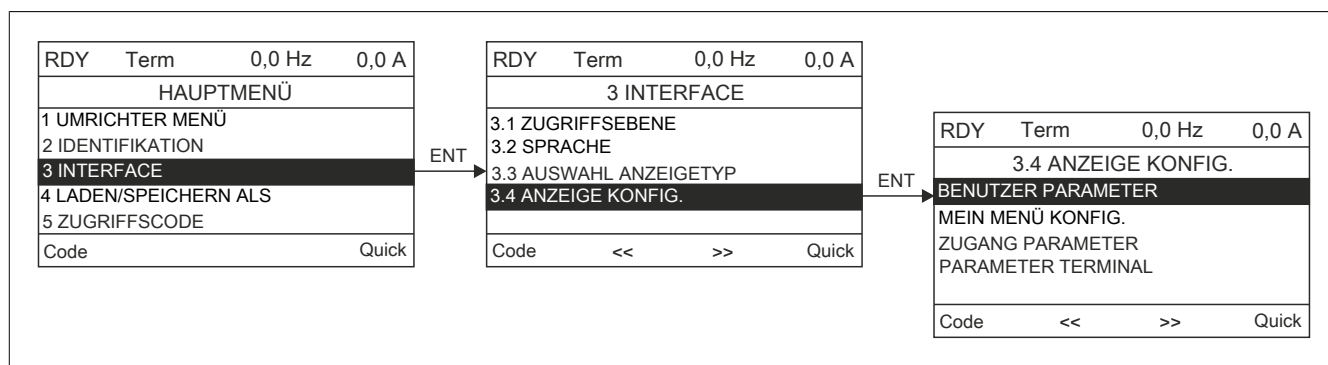 RDY Term 0,0 Hz 0,0 A
HAUPTMENÜ
1 UMRICHTER MENÜ
2 IDENTIFIKATION
3 INTERFACE
4 LADEN/SPEICHERN ALS
5 ZUGRIFFSCODE
Code Quick
ENT
RDY Term 0,0 Hz 0,0 A
3 INTERFACE
3.1 ZUGRIFFSEBENE
3.2 SPRACHE
3.3 AUSWAHL ANZEIGETYP
3.4 ANZEIGE KONFIG.
Code << >> Quick
ENT
RDY Term 0,0 Hz 0,0 A
3.4 ANZEIGE KONFIG.
BENUTZER PARAMETER
MEIN MENÜ KONFIG.
ZUGANG PARAMETER
PARAMETER TERMINAL
Code << >> Quick